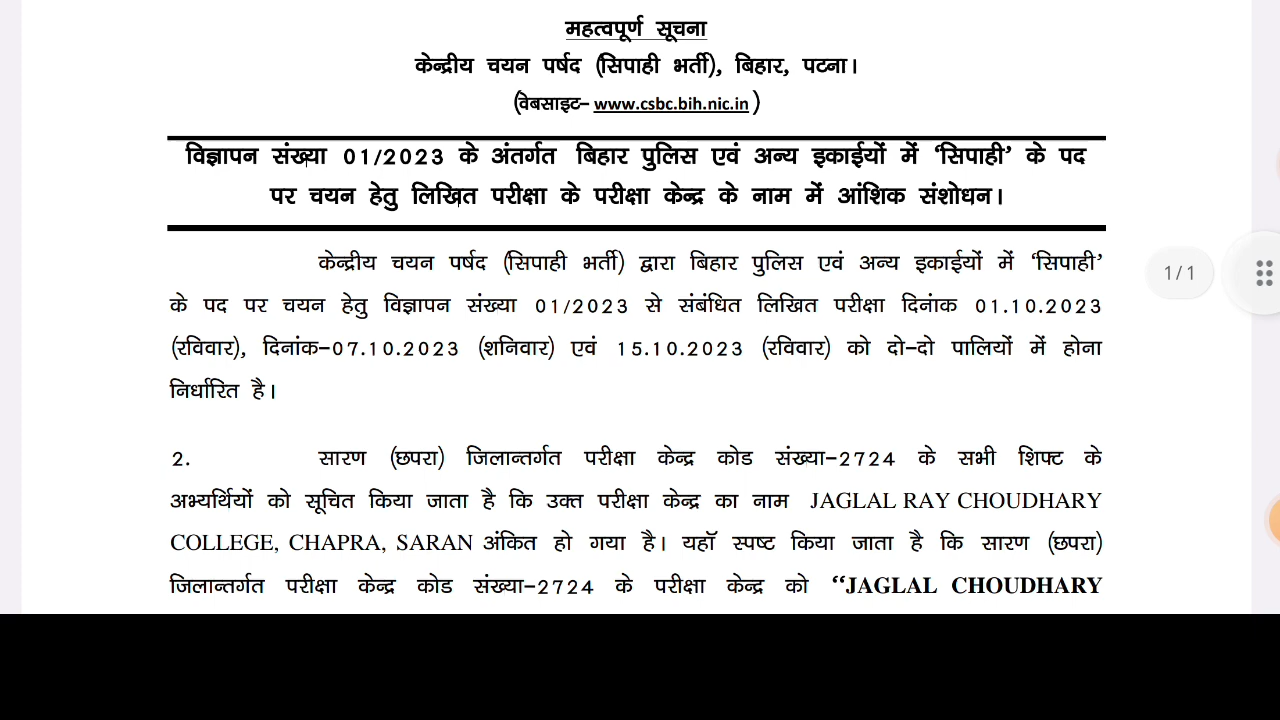 महत्वपूर्ण सूचना
केन्द्रीय चयन पर्षद (सिपाही भर्ती), बिहार, पटना।
(वेबसाइट– www.csbc.bih.nic.in )
विज्ञापन संख्या 01/2023 के अंतर्गत बिहार पुलिस एवं अन्य इकाईयों में ‘सिपाही’ के पद
पर चयन हेतु लिखित परीक्षा के परीक्षा केन्द्र के नाम में आंशिक संशोधन।
केन्द्रीय चयन पर्षद (सिपाही भर्ती) द्वारा बिहार पुलिस एवं अन्य इकाईयों में ‘सिपाही’
के पद पर चयन हेतु विज्ञापन संख्या 01/2023 से संबंधित लिखित परीक्षा दिनांक 01.10.2023
(रविवार), दिनांक–07.10.2023 (शनिवार) एवं 15.10.2023 (रविवार) को दो–दो पालियों में होना
निर्धारित है।
1/1
2. सारण (छपरा) जिलान्तर्गत परीक्षा केन्द्र कोड संख्या–2724 के सभी शिफ्ट के
अभ्यर्थियों को सूचित किया जाता है कि उक्त परीक्षा केन्द्र का नाम JAGLAL RAY CHOUDHARY
COLLEGE, CHAPRA, SARAN अंकित हो गया है। यहाँ स्पष्ट किया जाता है कि सारण (छपरा)
जिलान्तर्गत परीक्षा केन्द्र कोड संख्या–2724 के परीक्षा केन्द्र को “JAGLAL CHOUDHARY